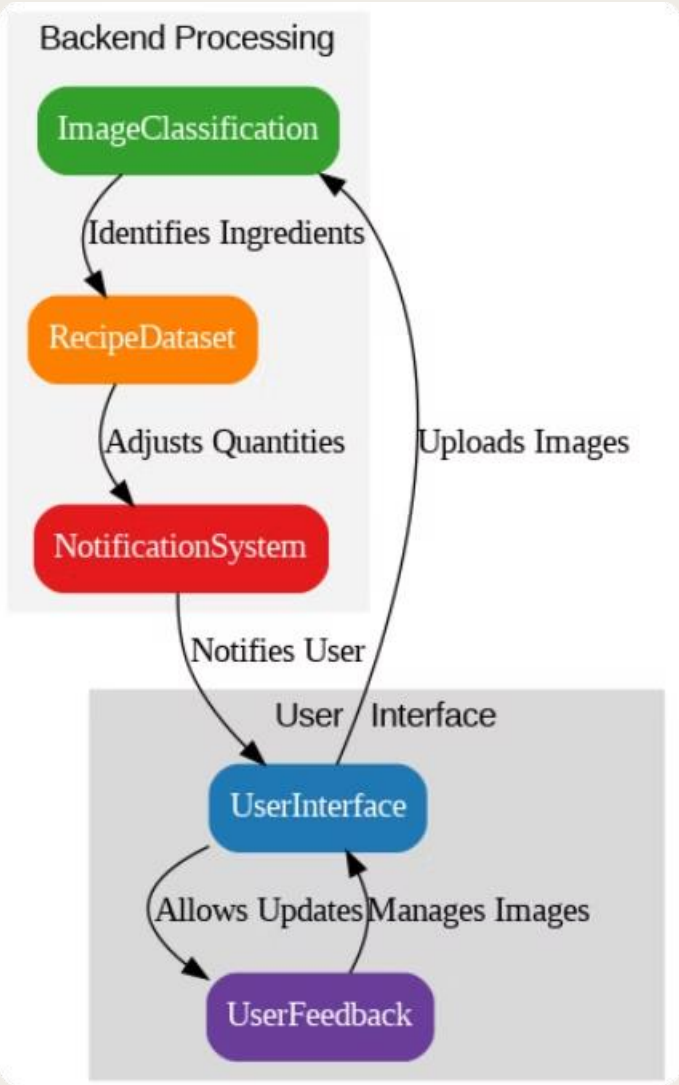 Backend Processing
ImageClassification
Identifies Ingredients
RecipeDataset
Adjusts Quantities
Uploads Images
NotificationSystem
Notifies User
User Interface
UserInterface
Allows Updates
Manages Images
UserFeedback